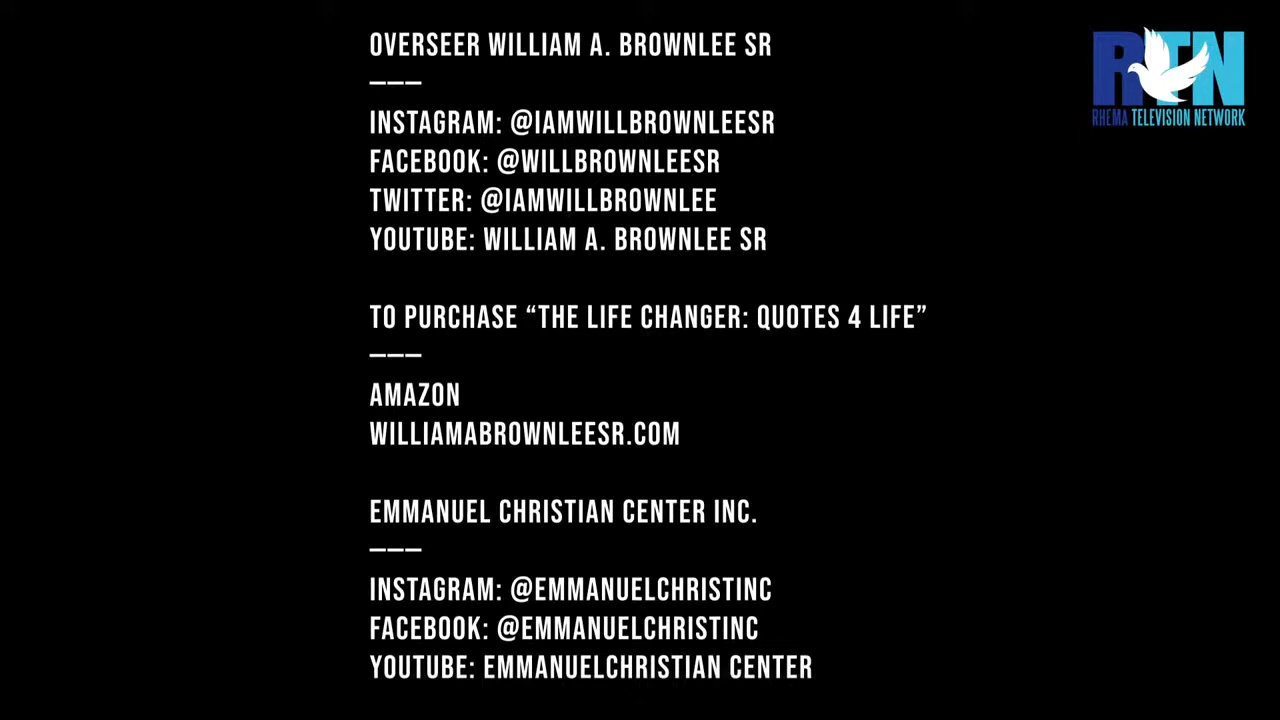 OVERSEER WILLIAM A. BROWNLEE SR
———
INSTAGRAM: @IAMWILLBROWNLEESR
FACEBOOK: @WILLBROWNLEESR
TWITTER: @IAMWILLBROWNLEE
YOUTUBE: WILLIAM A. BROWNLEE SR
TO PURCHASE “THE LIFE CHANGER: QUOTES 4 LIFE”
———
AMAZON
WILLIAMABROWNLEESR.COM
EMMANUEL CHRISTIAN CENTER INC.
———
INSTAGRAM: @EMMANUELCHRISTINC
FACEBOOK: @EMMANUELCHRISTINC
YOUTUBE: EMMANUELCHRISTIAN CENTER
RTN
RHEMA TELEVISION NETWORK